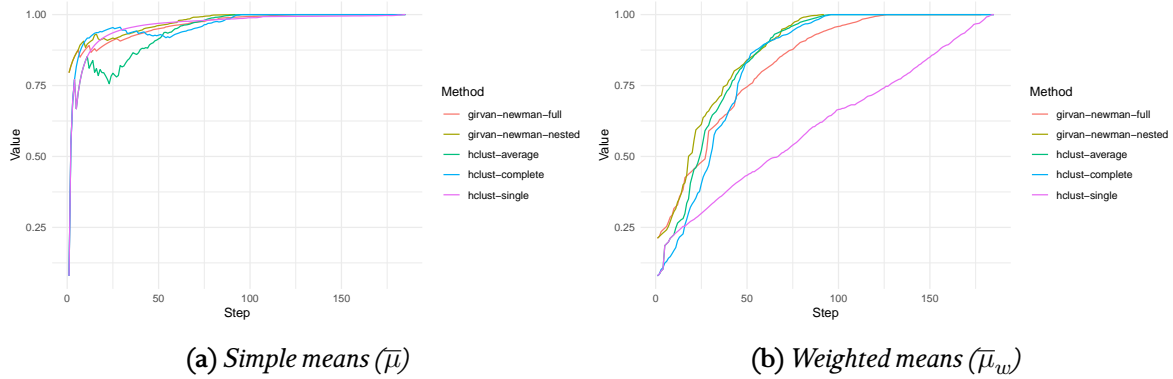 1.00
0.75
0.50
0.25
Value
0
50
100
150
Step
Method
girvan−newman−full
girvan−newman−nested
hclust−average
hclust−complete
hclust−single
(a) Simple means (μ̅)
1.00
0.75
0.50
0.25
Value
0
50
100
150
Step
Method
girvan−newman−full
girvan−newman−nested
hclust−average
hclust−complete
hclust−single
(b) Weighted means (μ̅_w)